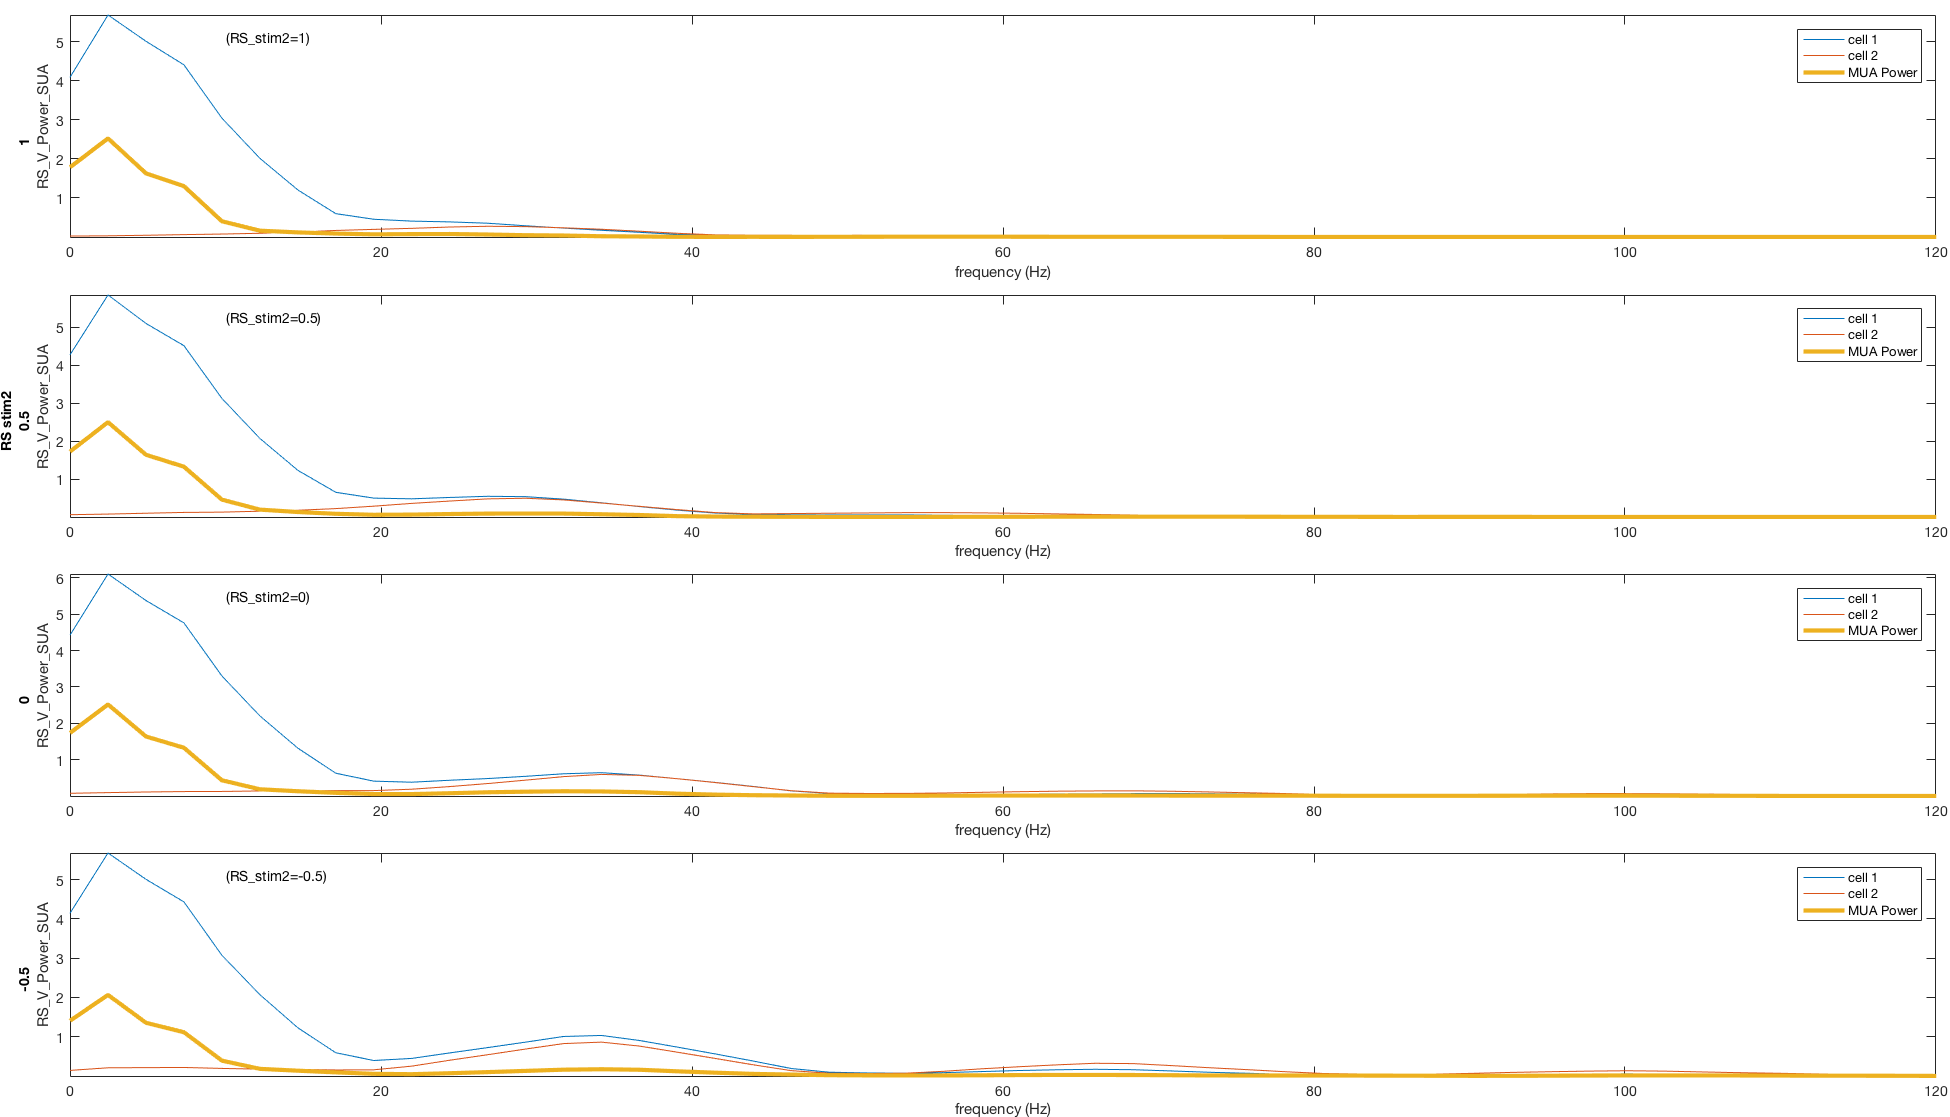 (RS_stim2=1)
cell 1
cell 2
MUA Power
5
4
3
2
1
1
RS_V_Power_SUA
0 20 40 60 80 100 120
frequency (Hz)
(RS_stim2=0.5)
cell 1
cell 2
MUA Power
5
4
3
2
1
RS stim2
0.5
RS_V_Power_SUA
0 20 40 60 80 100 120
frequency (Hz)
(RS_stim2=0)
cell 1
cell 2
MUA Power
6
5
4
3
2
1
0
RS_V_Power_SUA
0 20 40 60 80 100 120
frequency (Hz)
(RS_stim2=-0.5)
cell 1
cell 2
MUA Power
5
4
3
2
1
-0.5
RS_V_Power_SUA
0 20 40 60 80 100 120
frequency (Hz)